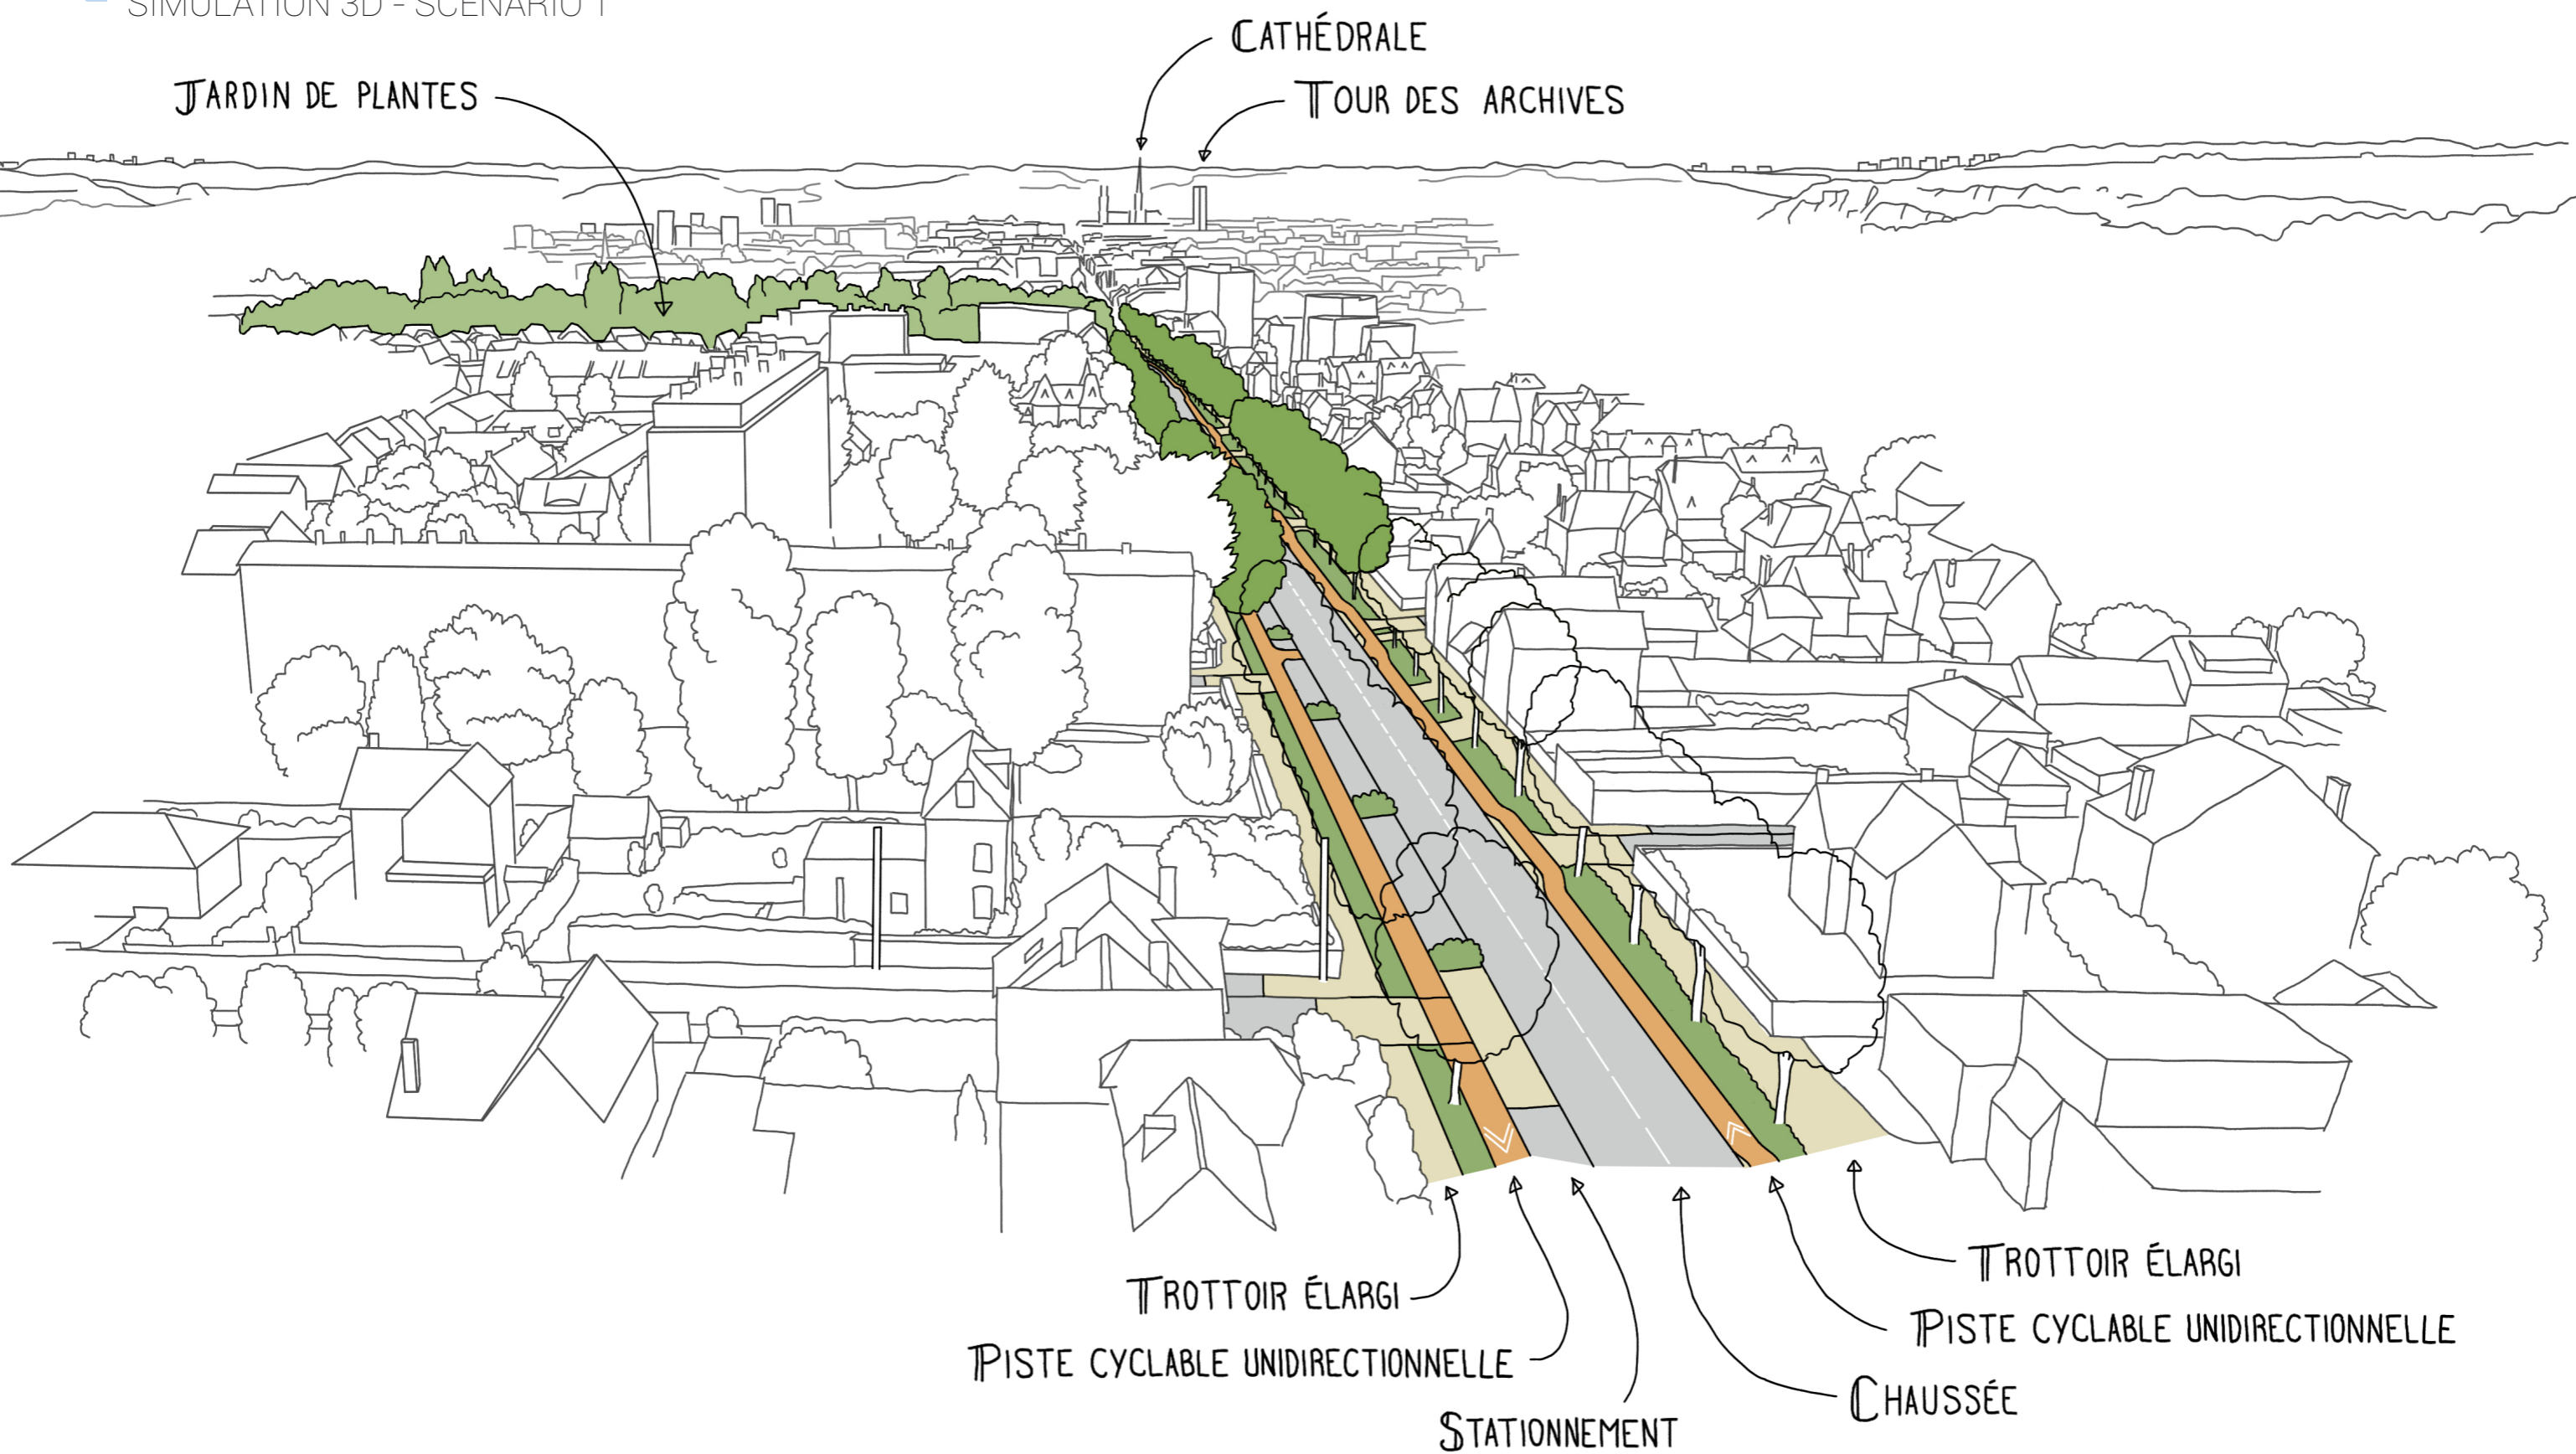 SIMULATION 3D - SCÉNARIO 1
CATHÉDRALE
JARDIN DE PLANTES
TOUR DES ARCHIVES
TROTTOIR ÉLARGI
TROTTOIR ÉLARGI
PISTE CYCLABLE UNIDIRECTIONNELLE
PISTE CYCLABLE UNIDIRECTIONNELLE
CHAUSSÉE
STATIONNEMENT